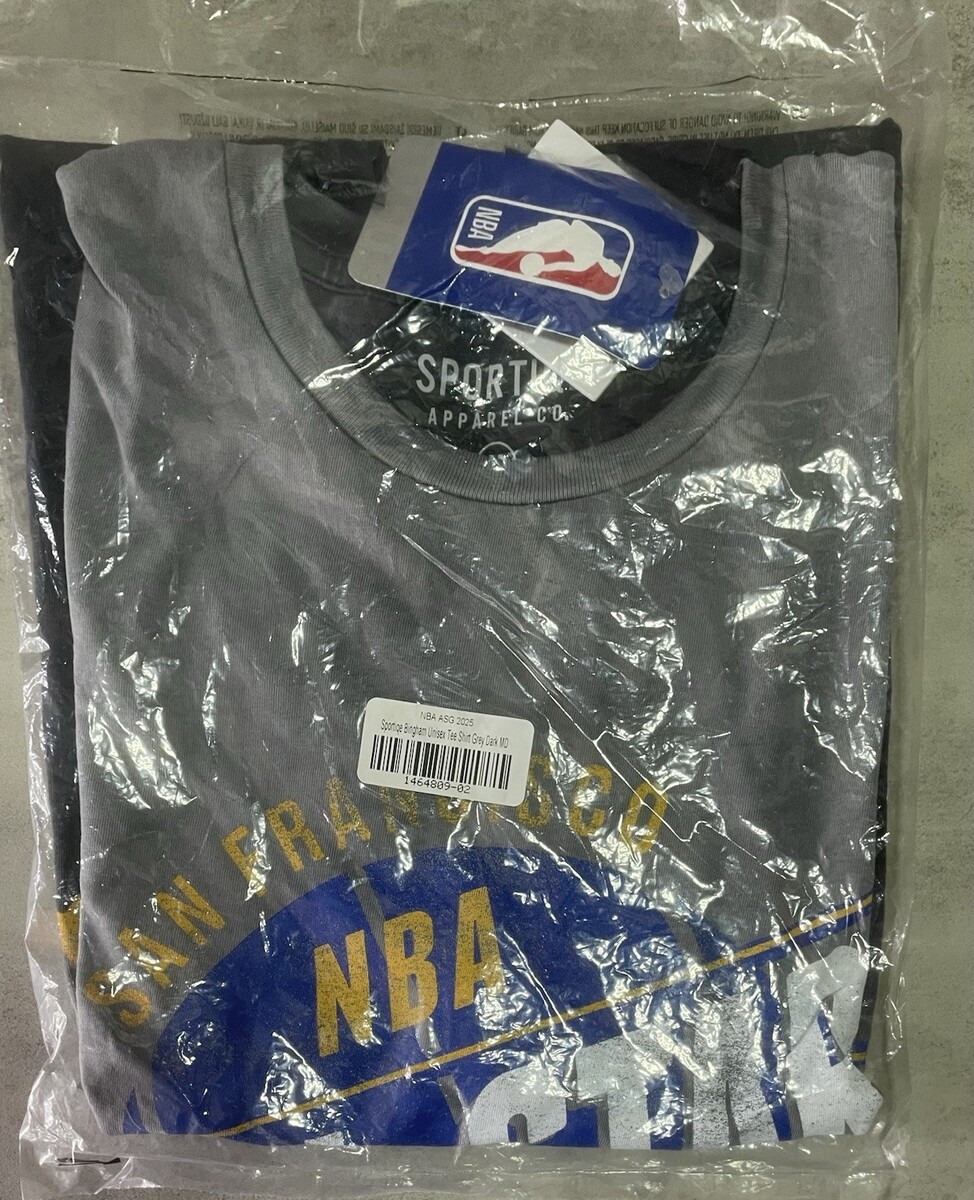 NBA
SPORTI
APPAREL CO.
NBA ASG 2025
Sportiqe Bingham Unisex Tee Shirt Grey Dark MD
1464809-02
SAN FRANCISCO
NBA
STAR